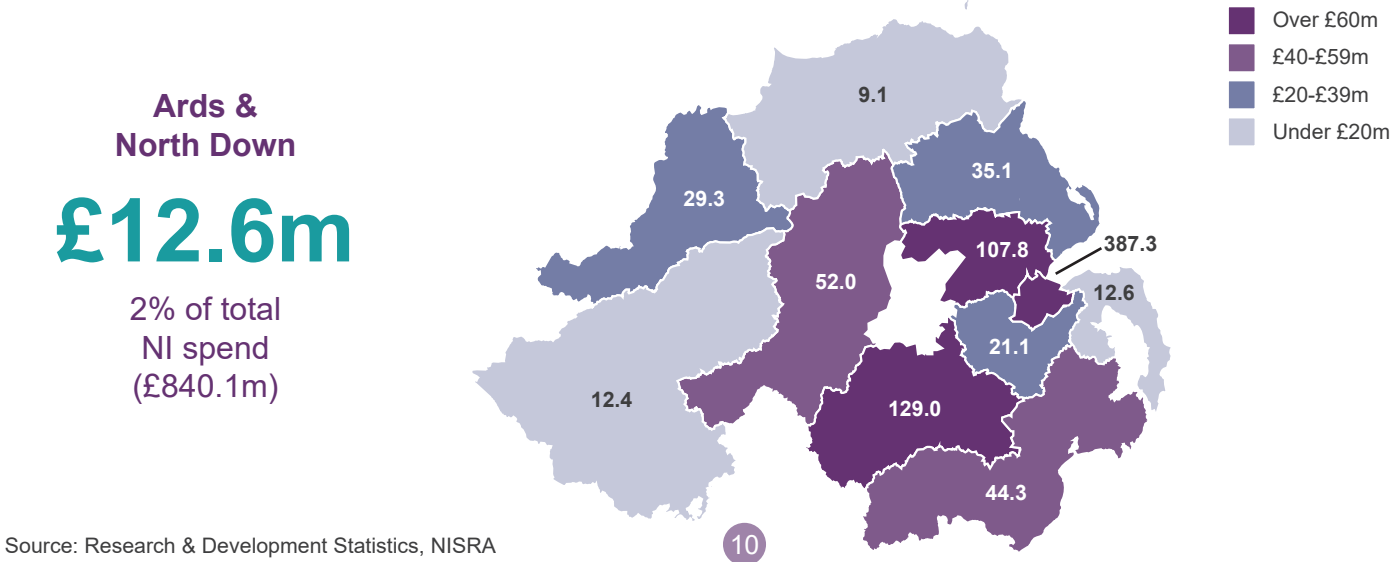 Ards &
North Down
£12.6m
2% of total
NI spend
(£840.1m)
Over £60m
£40-£59m
£20-£39m
Under £20m
9.1
35.1
29.3
107.8
387.3
52.0
12.6
21.1
12.4
129.0
44.3
Source: Research & Development Statistics, NISRA
10